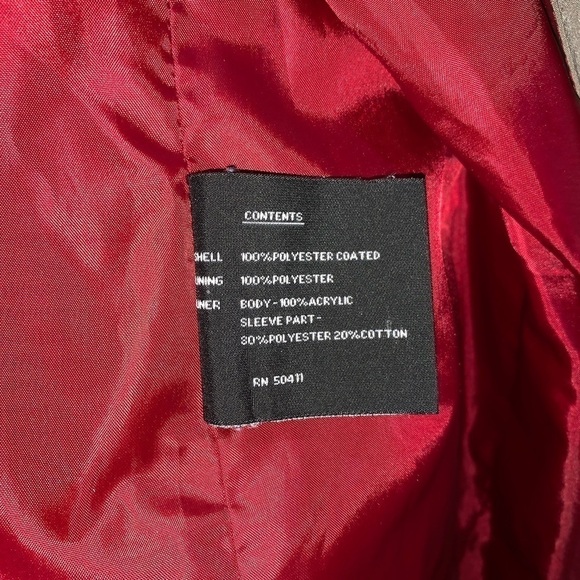 CONTENTS
HELL 100%POLYESTER COATED
NING 100%POLYESTER
NER BODY-100%ACRYLIC
SLEEVE PART-
80%POLYESTER 20%COTTON
RN 50411